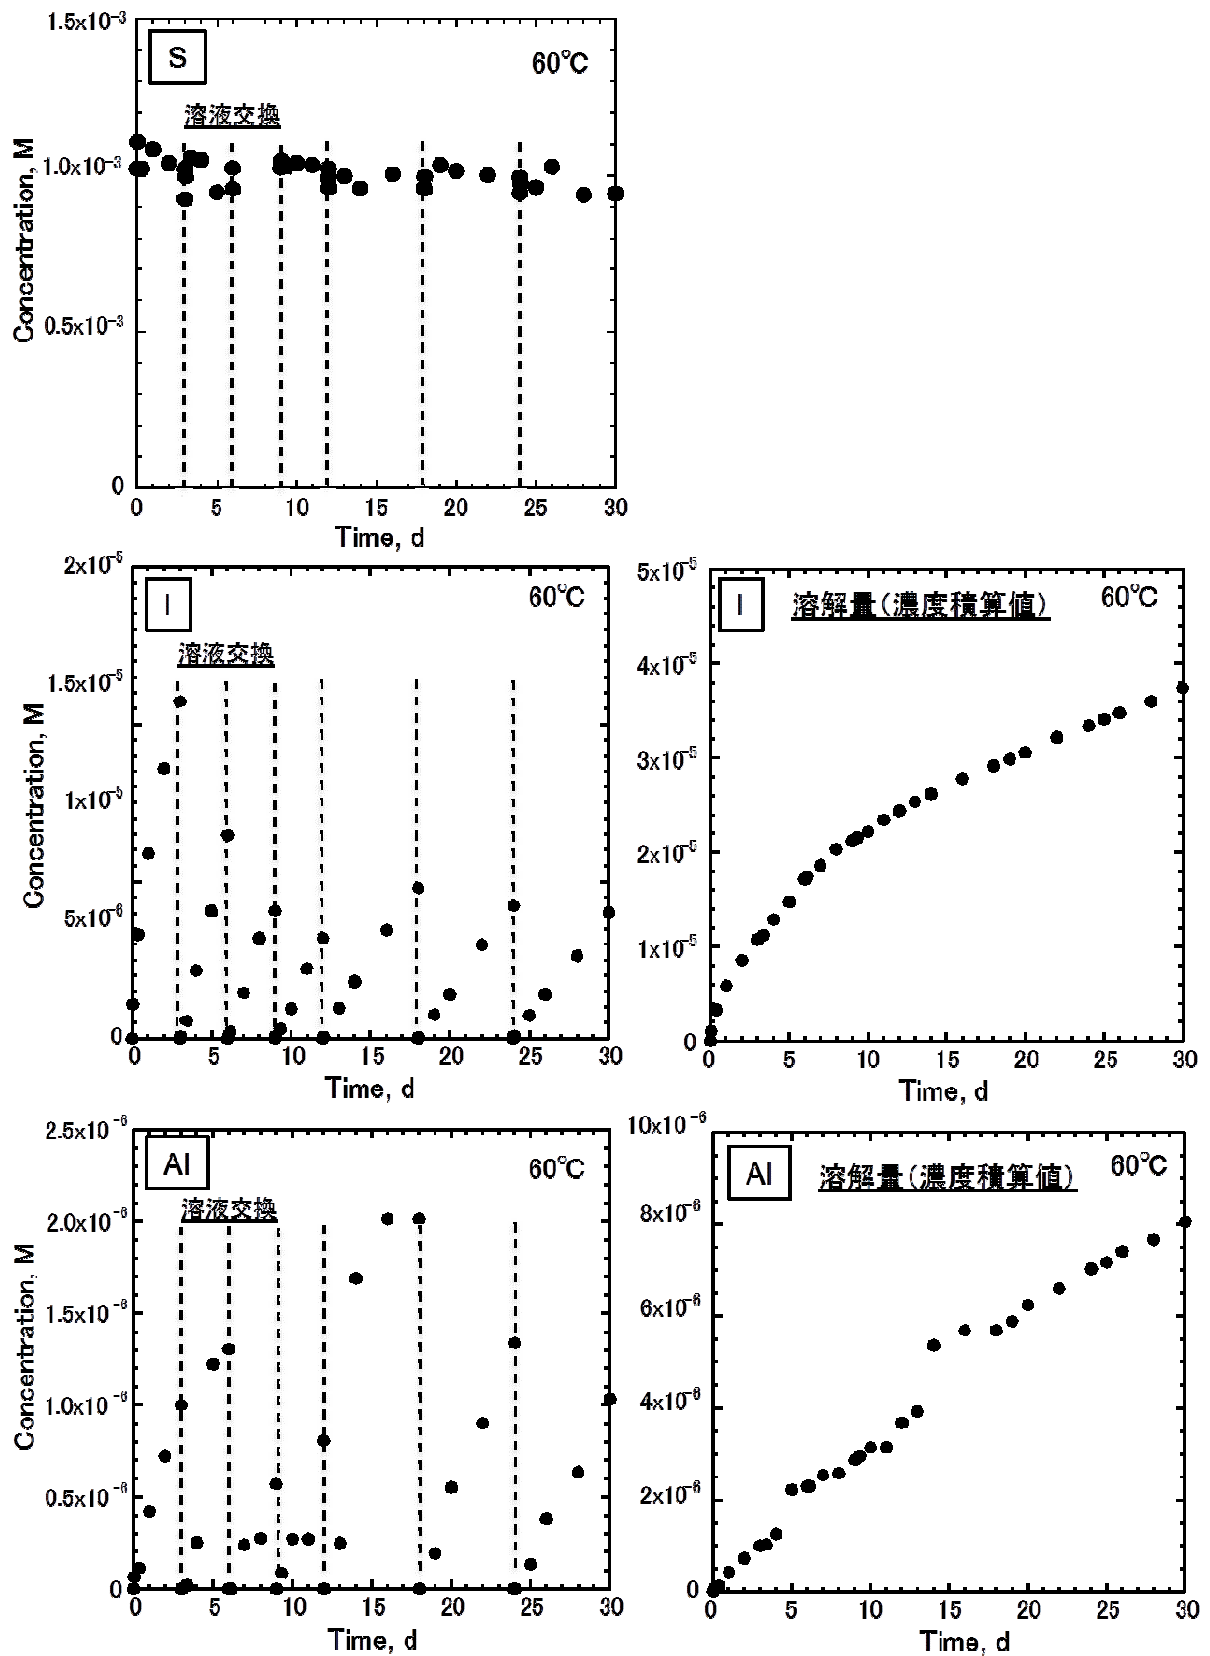 1.5x10⁻³
S
60℃
溶液交換
1.0x10⁻³
0.5x10⁻³
0
Concentration, M
0 5 10 15 20 25 30
Time, d
2x10⁻⁵
I
60℃
溶液交換
1.5x10⁻⁵
1x10⁻⁵
5x10⁻⁶
0
Concentration, M
0 5 10 15 20 25 30
Time, d
5x10⁻⁵
I
溶解量(濃度積算値)
60℃
4x10⁻⁵
3x10⁻⁵
2x10⁻⁵
1x10⁻⁵
0
0 5 10 15 20 25 30
Time, d
2.5x10⁻⁶
Al
60℃
溶液交換
2.0x10⁻⁶
1.5x10⁻⁶
1.0x10⁻⁶
0.5x10⁻⁶
0
Concentration, M
0 5 10 15 20 25 30
Time, d
10x10⁻⁶
Al
溶解量(濃度積算値)
60℃
8x10⁻⁶
6x10⁻⁶
4x10⁻⁶
2x10⁻⁶
0
0 5 10 15 20 25 30
Time, d